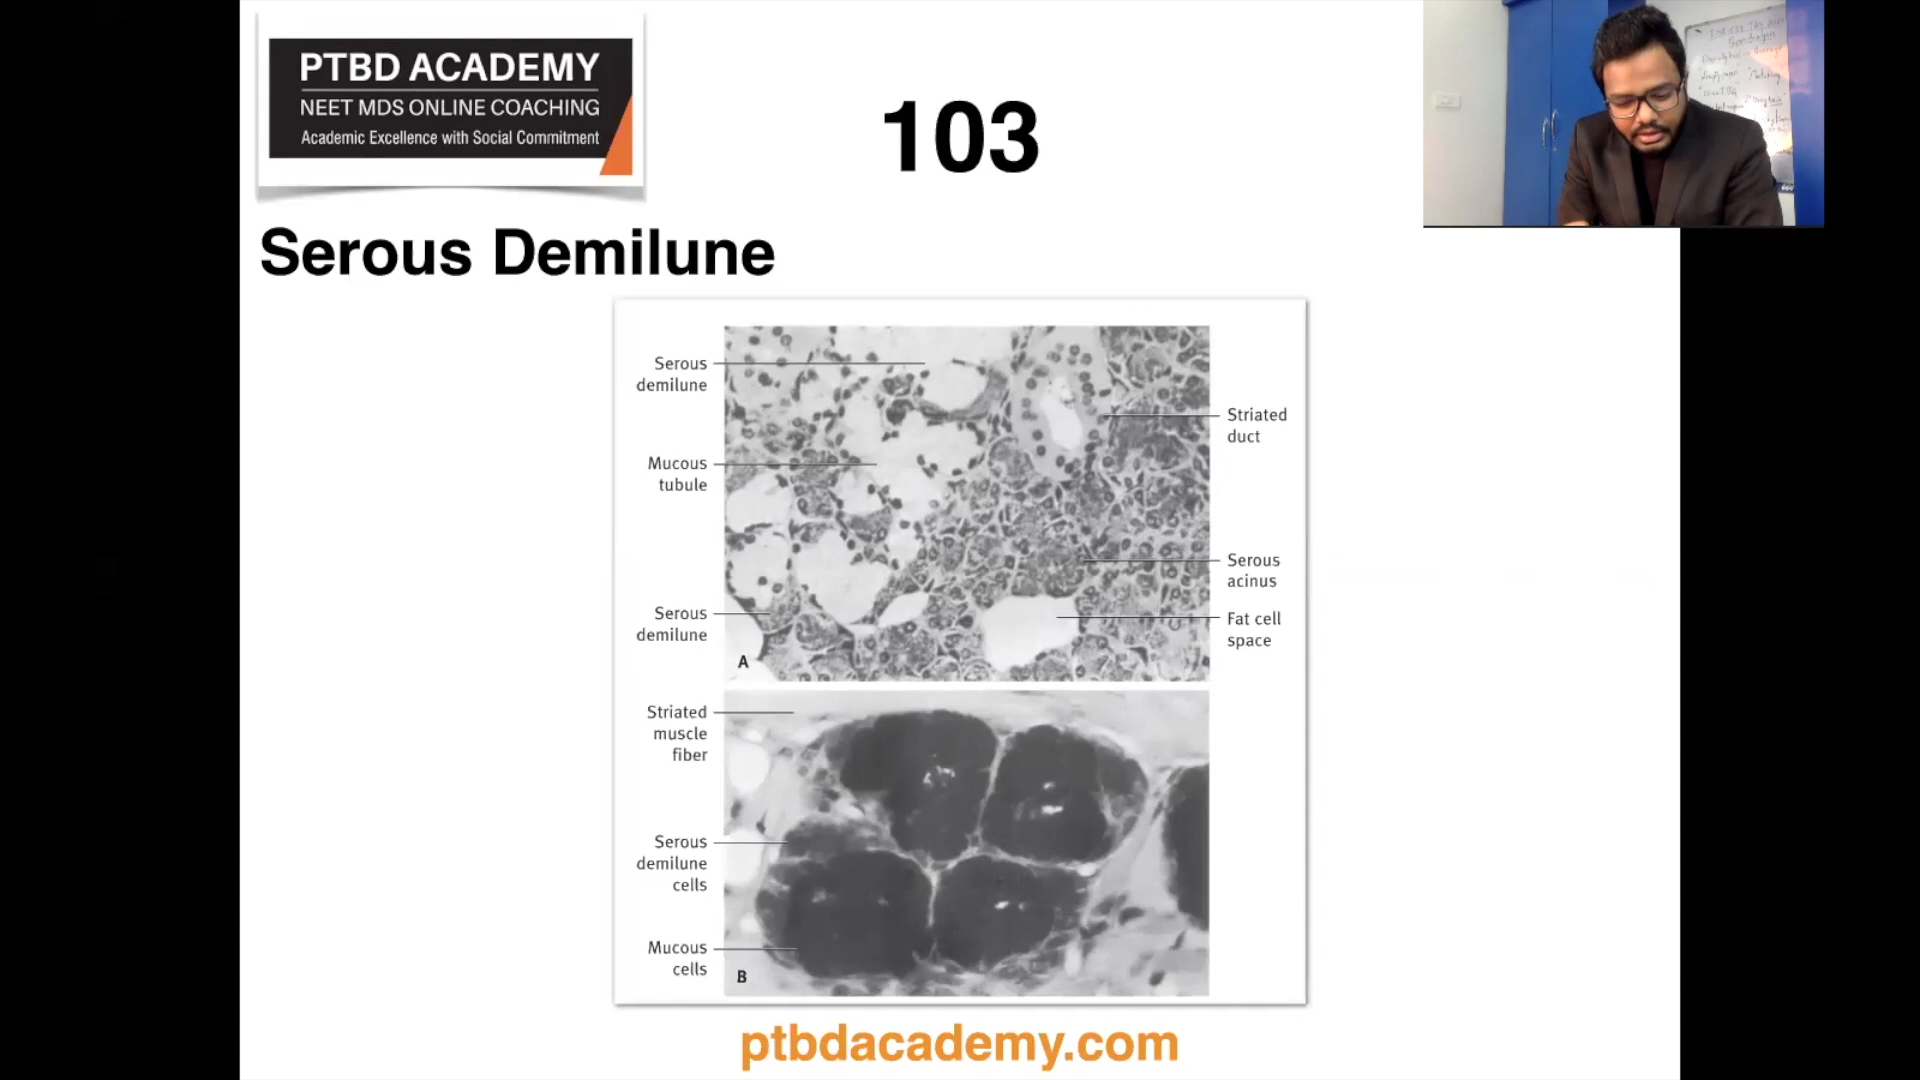 PTBD ACADEMY
NEET MDS ONLINE COACHING
Academic Excellence with Social Commitment
103
Serous Demilune
Serous
demilune
Mucous
tubule
Serous
demilune
A
Striated
duct
Serous
acinus
Fat cell
space
Striated
muscle
fiber
Serous
demilune
cells
Mucous
cells
B
ptbdacademy.com